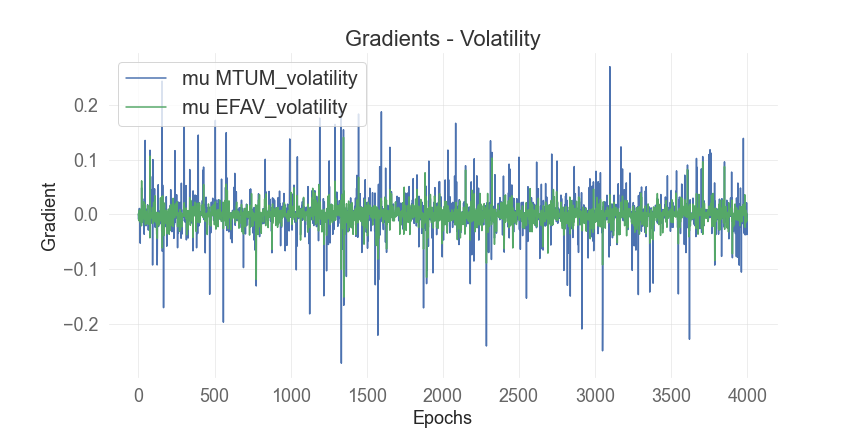 Gradients - Volatility
mu MTUM_volatility
mu EFAV_volatility
0.2
0.1
0.0
−0.1
−0.2
Gradient
0 500 1000 1500 2000 2500 3000 3500 4000
Epochs